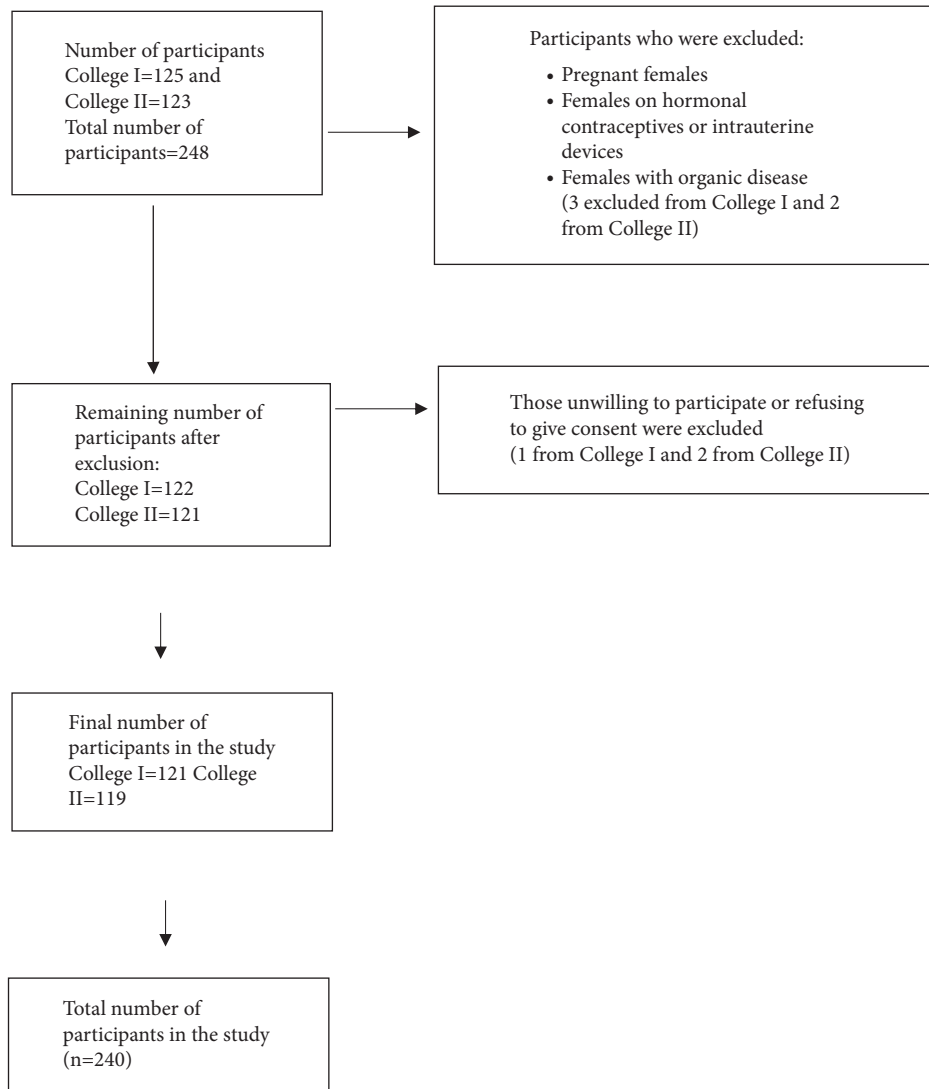 Number of participants
College I=125 and
College II=123
Total number of
participants=248
Participants who were excluded:
• Pregnant females
• Females on hormonal
contraceptives or intrauterine
devices
• Females with organic disease
(3 excluded from College I and 2
from College II)
Remaining number of
participants after
exclusion:
College I=122
College II=121
Those unwilling to participate or refusing
to give consent were excluded
(1 from College I and 2 from College II)
Final number of
participants in the study
College I=121 College
II=119
Total number of
participants in the study
(n=240)